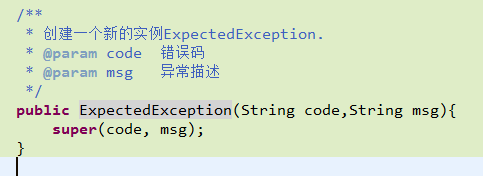 /**
 * 创建一个新的实例ExpectedException.
 * @param code  错误码
 * @param msg   异常描述
 */
public ExpectedException(String code,String msg){
    super(code, msg);
}